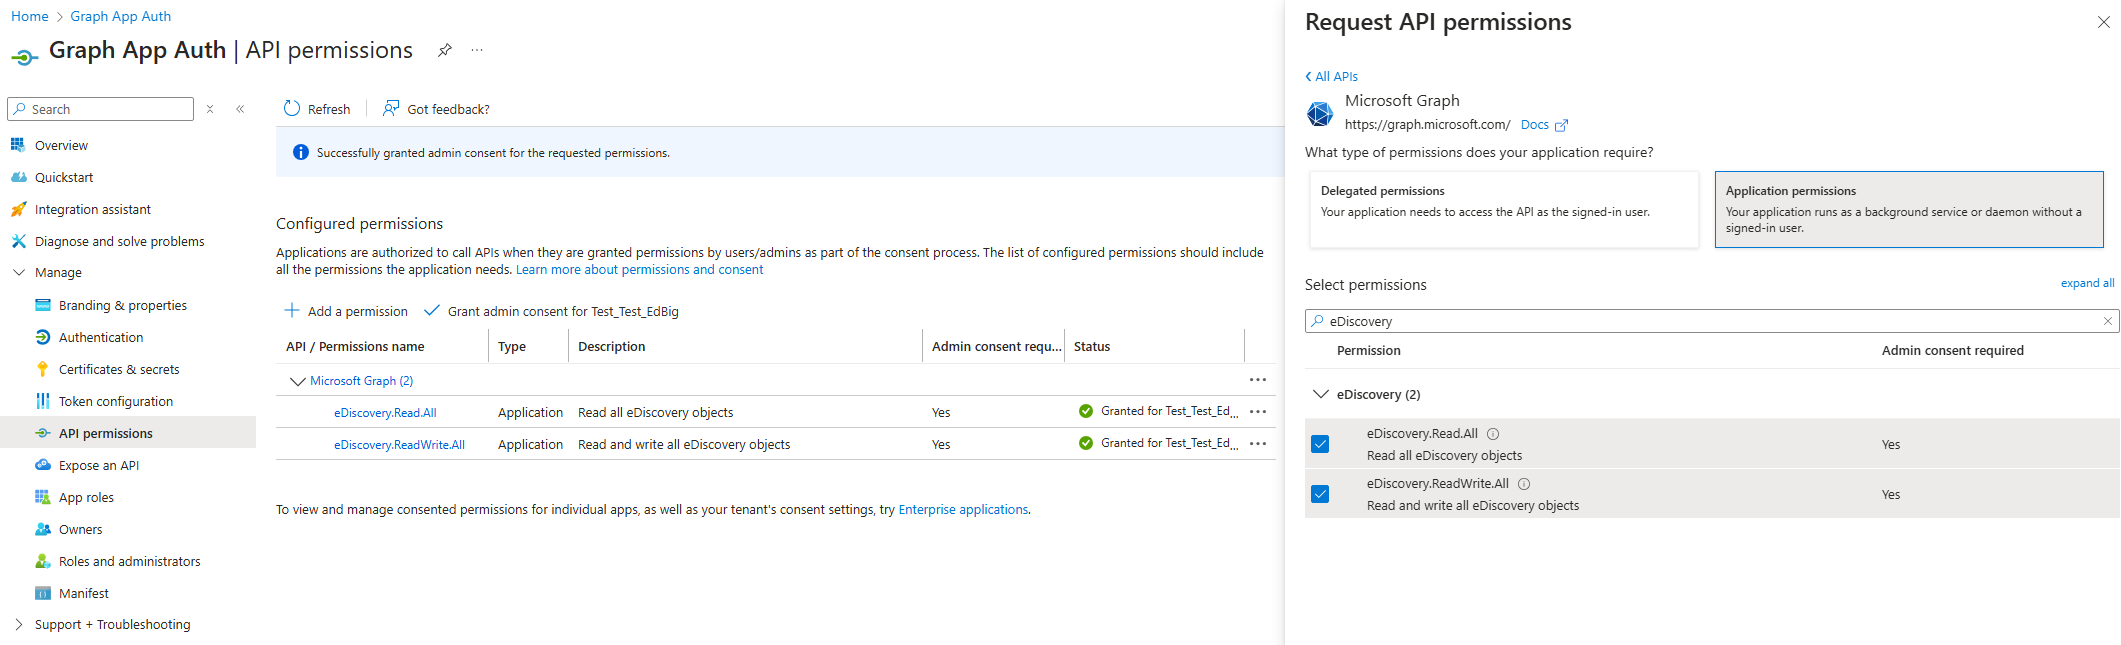 Home > Graph App Auth
Graph App Auth | API permissions
Search
Overview
Quickstart
Integration assistant
Diagnose and solve problems
Manage
Branding & properties
Authentication
Certificates & secrets
Token configuration
API permissions
Expose an API
App roles
Owners
Roles and administrators
Manifest
Support + Troubleshooting
Refresh
Got feedback?
Successfully granted admin consent for the requested permissions.
Configured permissions
Applications are authorized to call APIs when they are granted permissions by users/admins as part of the consent process. The list of configured permissions should include
all the permissions the application needs. Learn more about permissions and consent
Add a permission
Grant admin consent for Test_Test_EdBig
API / Permissions name
Type
Description
Admin consent requ...
Status
Microsoft Graph (2)
eDiscovery.Read.All
Application
Read all eDiscovery objects
Yes
Granted for Test_Test_Ed...
eDiscovery.ReadWrite.All
Application
Read and write all eDiscovery objects
Yes
Granted for Test_Test_Ed...
To view and manage consented permissions for individual apps, as well as your tenant's consent settings, try Enterprise applications.
Request API permissions
All APIs
Microsoft Graph
https://graph.microsoft.com/ Docs
What type of permissions does your application require?
Delegated permissions
Your application needs to access the API as the signed-in user.
Application permissions
Your application runs as a background service or daemon without a
signed-in user.
Select permissions
expand all
eDiscovery
Permission
Admin consent required
eDiscovery (2)
eDiscovery.Read.All
Read all eDiscovery objects
Yes
eDiscovery.ReadWrite.All
Read and write all eDiscovery objects
Yes